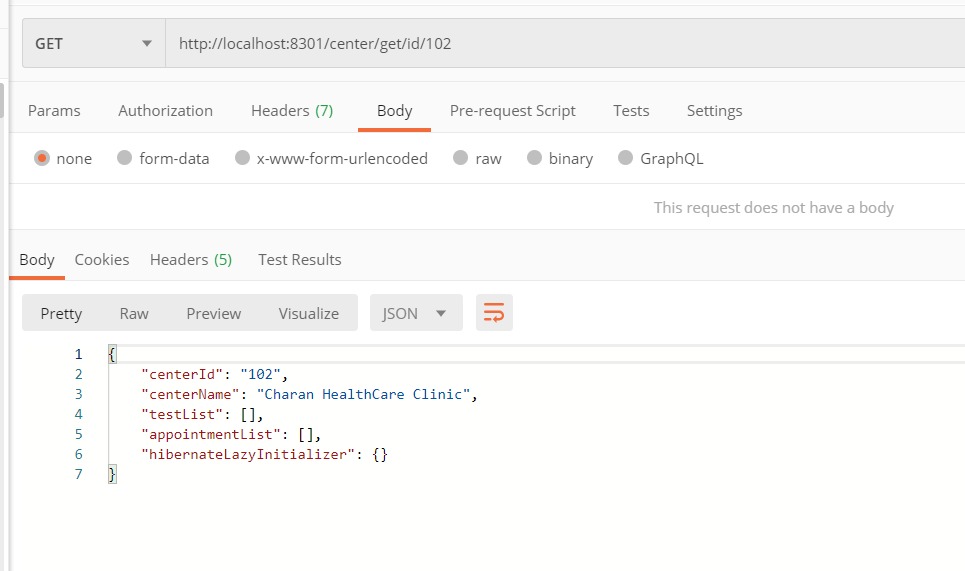 GET http://localhost:8301/center/get/id/102
Params Authorization Headers (7) Body Pre-request Script Tests Settings
none form-data x-www-form-urlencoded raw binary GraphQL
This request does not have a body
Body Cookies Headers (5) Test Results
Pretty Raw Preview Visualize JSON
1 {
2 "centerId": "102",
3 "centerName": "Charan HealthCare Clinic",
4 "testList": [],
5 "appointmentList": [],
6 "hibernateLazyInitializer": {}
7 }